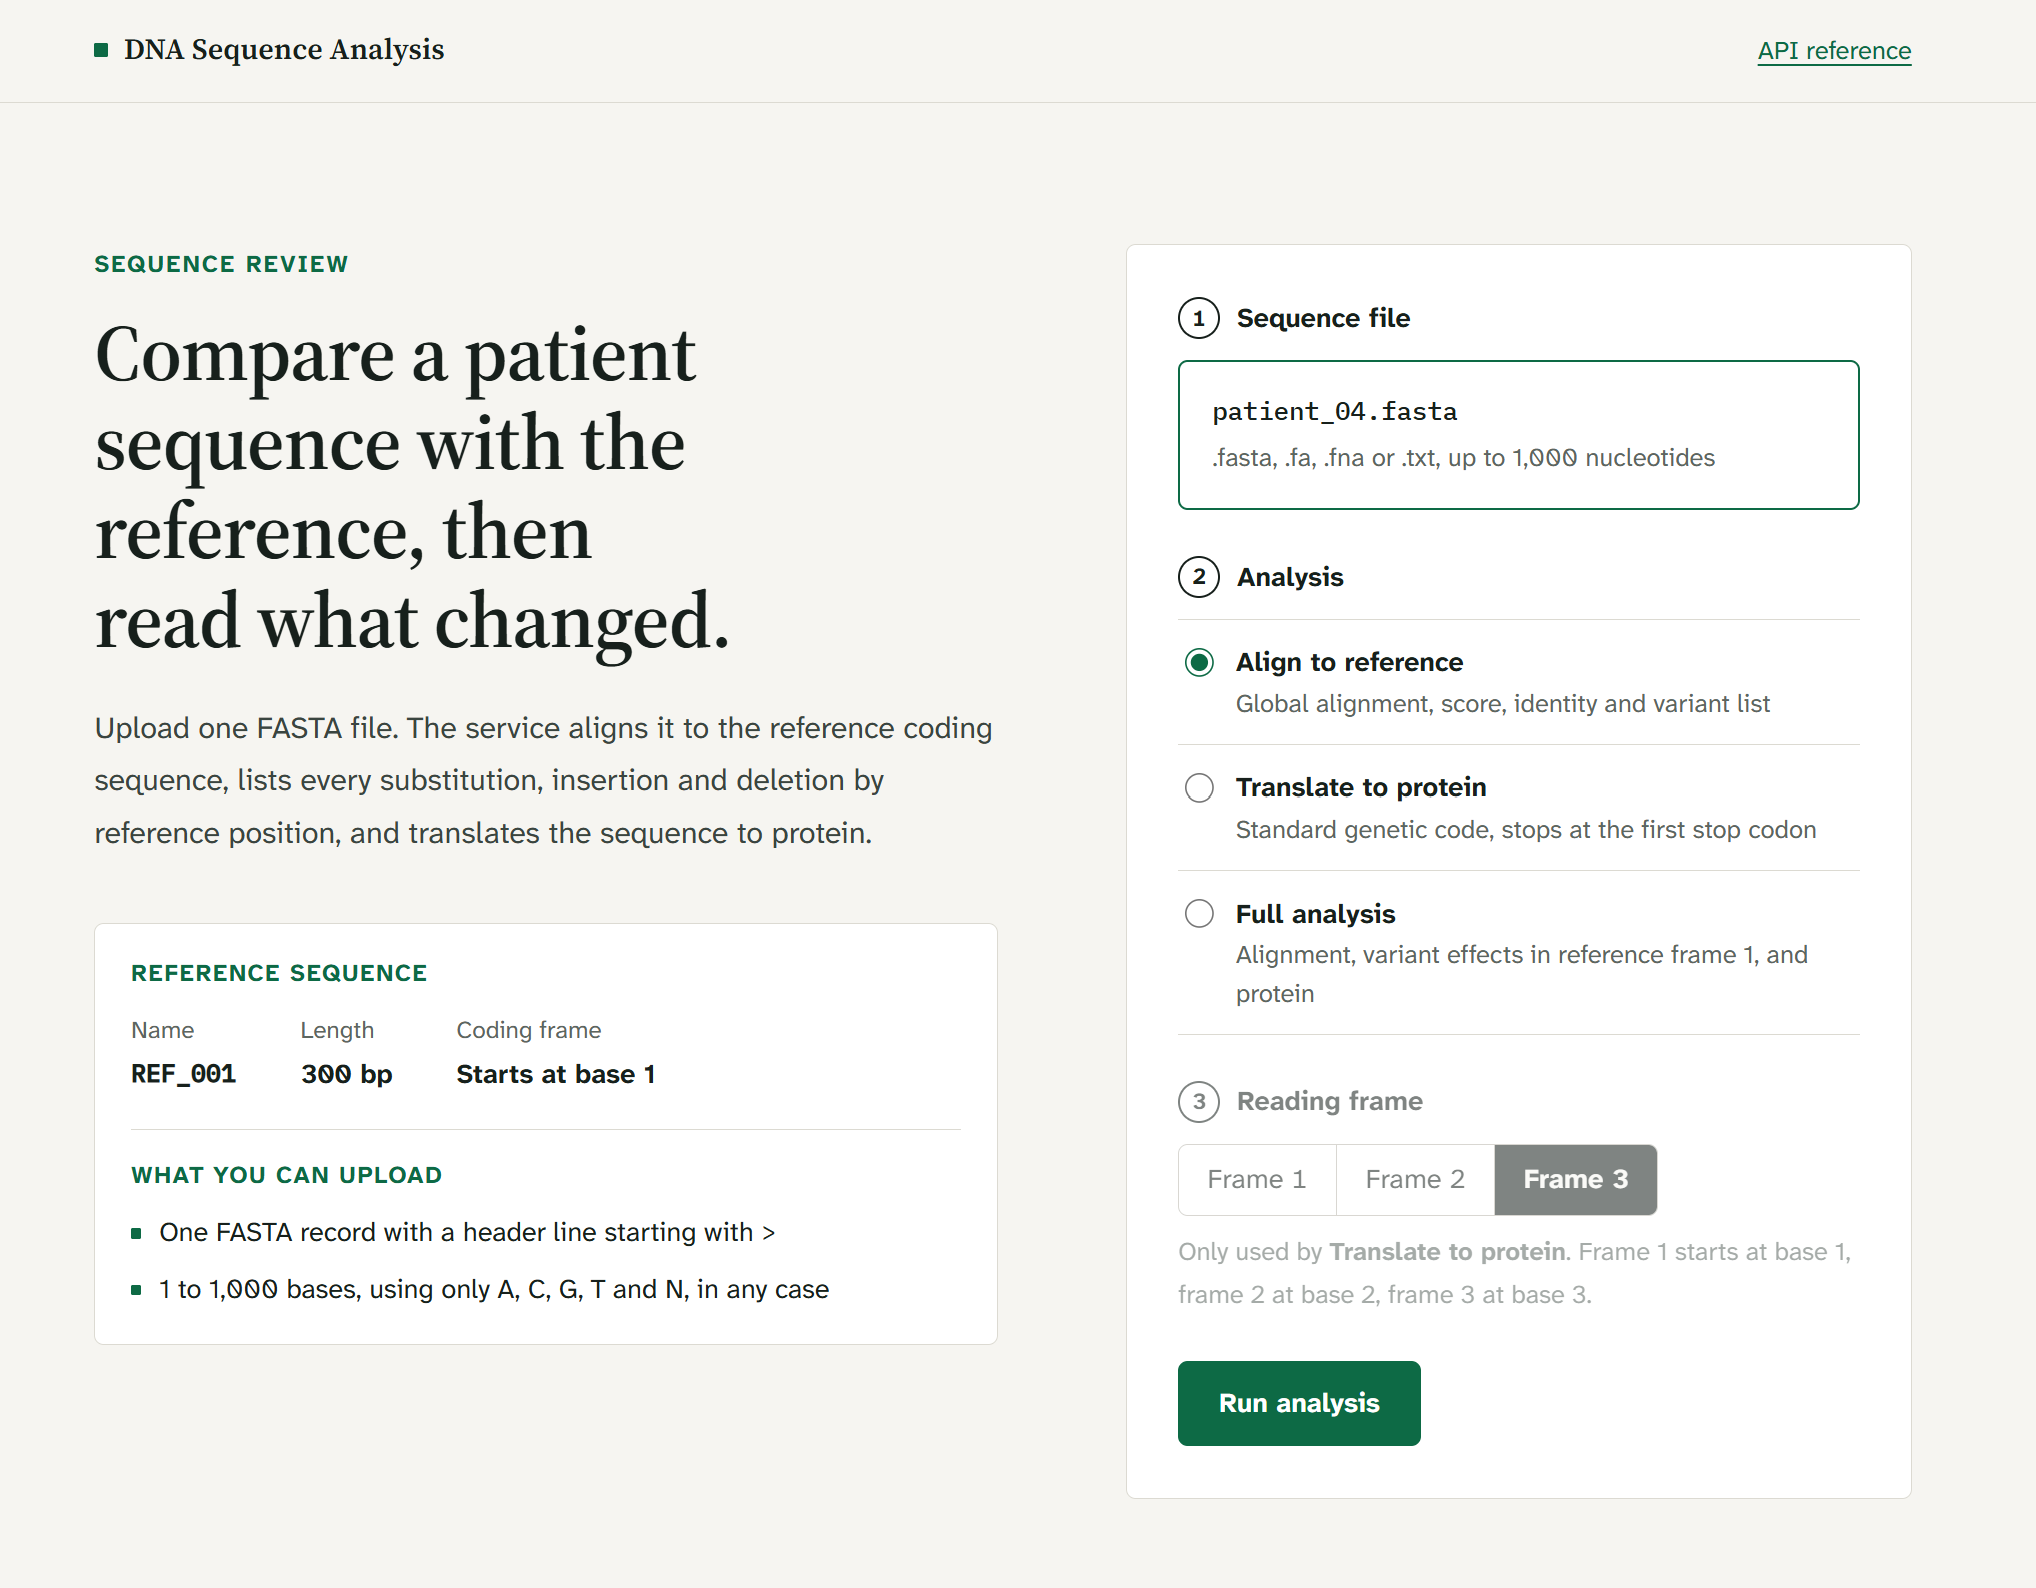 DNA Sequence Analysis
API reference
SEQUENCE REVIEW
Compare a patient
sequence with the
reference, then
read what changed.
Upload one FASTA file. The service aligns it to the reference coding
sequence, lists every substitution, insertion and deletion by
reference position, and translates the sequence to protein.
REFERENCE SEQUENCE
Name Length Coding frame
REF_001 300 bp Starts at base 1
WHAT YOU CAN UPLOAD
One FASTA record with a header line starting with >
1 to 1,000 bases, using only A, C, G, T and N, in any case
1 Sequence file
patient_04.fasta
.fasta, .fa, .fna or .txt, up to 1,000 nucleotides
2 Analysis
Align to reference
Global alignment, score, identity and variant list
Translate to protein
Standard genetic code, stops at the first stop codon
Full analysis
Alignment, variant effects in reference frame 1, and
protein
3 Reading frame
Frame 1 Frame 2 Frame 3
Only used by Translate to protein. Frame 1 starts at base 1,
frame 2 at base 2, frame 3 at base 3.
Run analysis